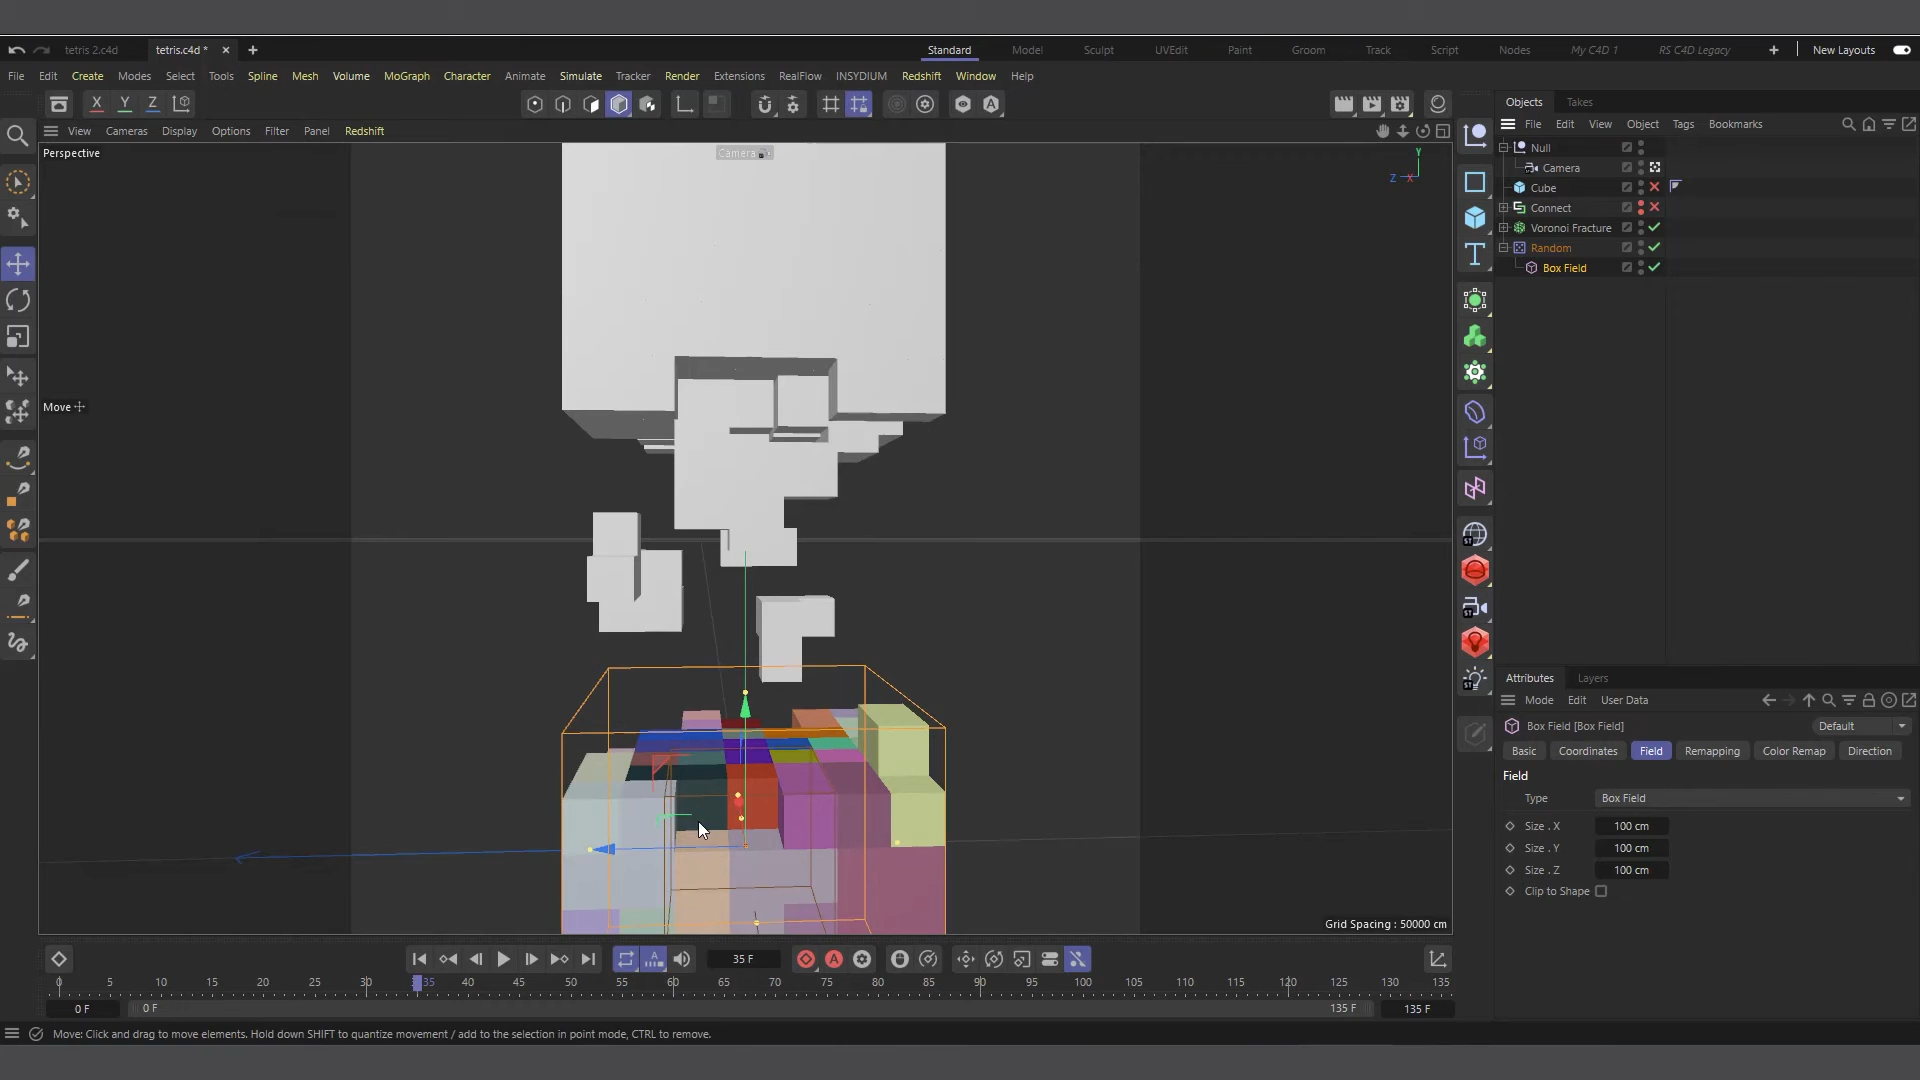 tetris 2.c4d tetris.c4d * Standard Model Sculpt UVEdit Paint Groom Track Script Nodes My C4D 1 RS C4D Legacy New Layouts
File Edit Create Modes Select Tools Spline Mesh Volume MoGraph Character Animate Simulate Tracker Render Extensions RealFlow INSYDIUM Redshift Window Help
X Y Z
Objects Takes
View Cameras Display Options Filter Panel Redshift
File Edit View Object Tags Bookmarks
Perspective
Camera
Y
Z X
Null
Camera
Cube
Connect
Voronoi Fracture
Random
Box Field
Move
Attributes Layers
Mode Edit User Data
Box Field [Box Field] Default
Basic Coordinates Field Remapping Color Remap Direction
Field
Type Box Field
Size . X 100 cm
Size . Y 100 cm
Size . Z 100 cm
Clip to Shape
Grid Spacing : 50000 cm
35 F
0 5 10 15 20 25 30 35 40 45 50 55 60 65 70 75 80 85 90 95 100 105 110 115 120 125 130 135
0 F 0 F 135 F 135 F
Move: Click and drag to move elements. Hold down SHIFT to quantize movement / add to the selection in point mode, CTRL to remove.